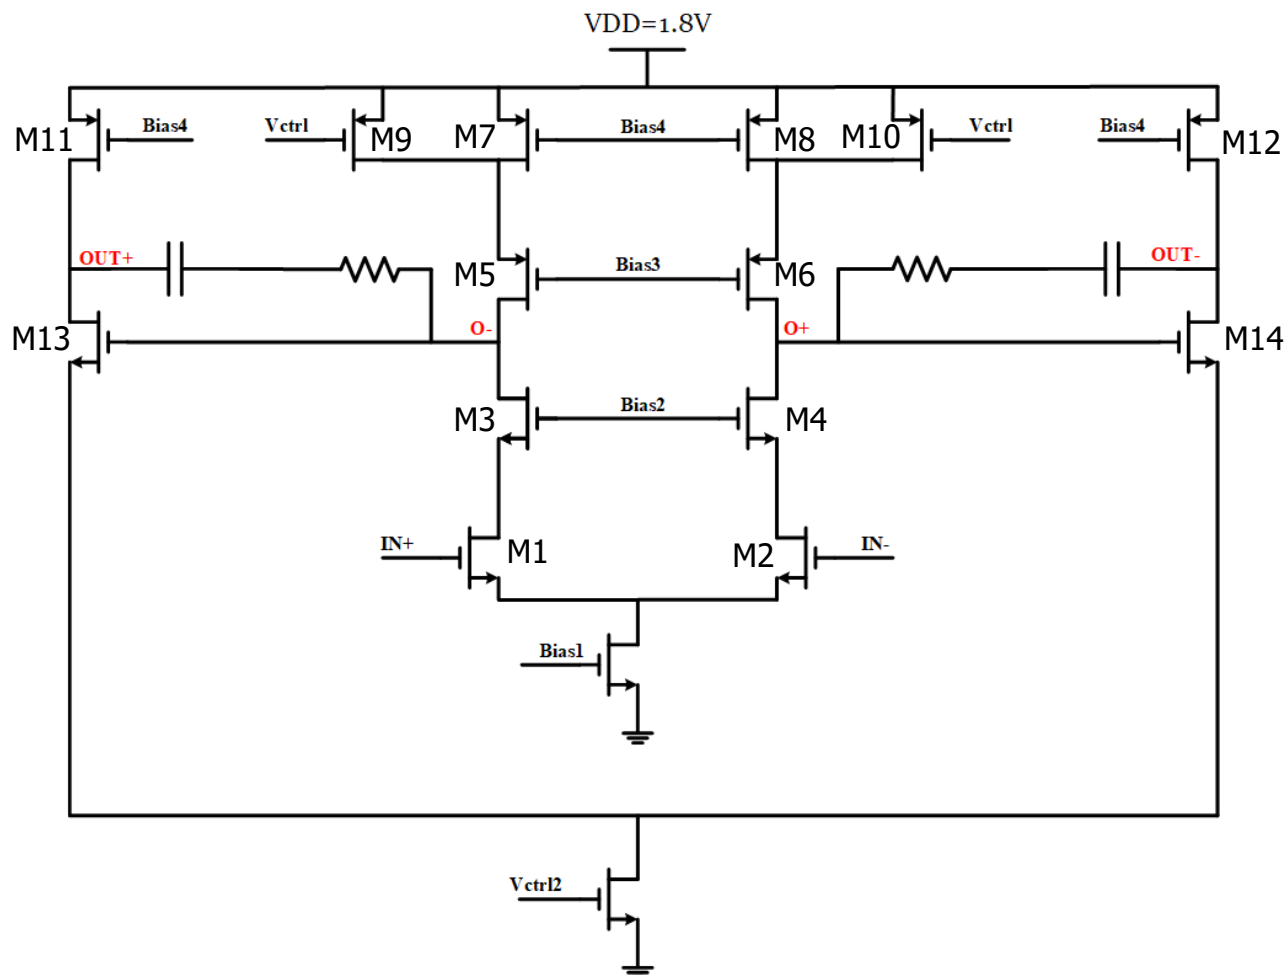 VDD=1.8V
M11
Bias4
Vctrl
M9
M7
Bias4
M8
M10
Vctrl
Bias4
M12
OUT+
M5
Bias3
M6
OUT-
M13
O-
O+
M14
M3
Bias2
M4
IN+
M1
M2
IN-
Bias1
Vctrl2